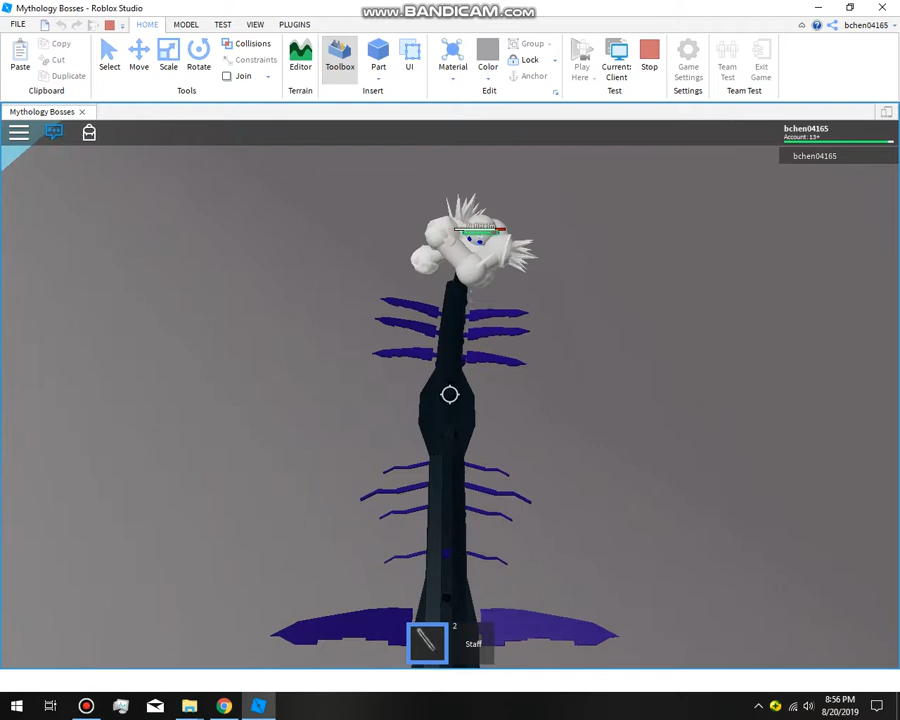 Mythology Bosses - Roblox Studio
www.BANDICAM.com
FILE
HOME
MODEL
TEST
VIEW
PLUGINS
bchen04165
Paste
Copy
Cut
Duplicate
Clipboard
Select
Move
Scale
Rotate
Collisions
Constraints
Join
Tools
Editor
Terrain
Toolbox
Part
UI
Insert
Material
Color
Group
Lock
Anchor
Edit
Play Here
Current: Client
Stop
Test
Game Settings
Settings
Team Test
Exit Game
Team Test
Mythology Bosses
bchen04165
Account: 13+
bchen04165
2
Staff
8:56 PM
8/20/2019